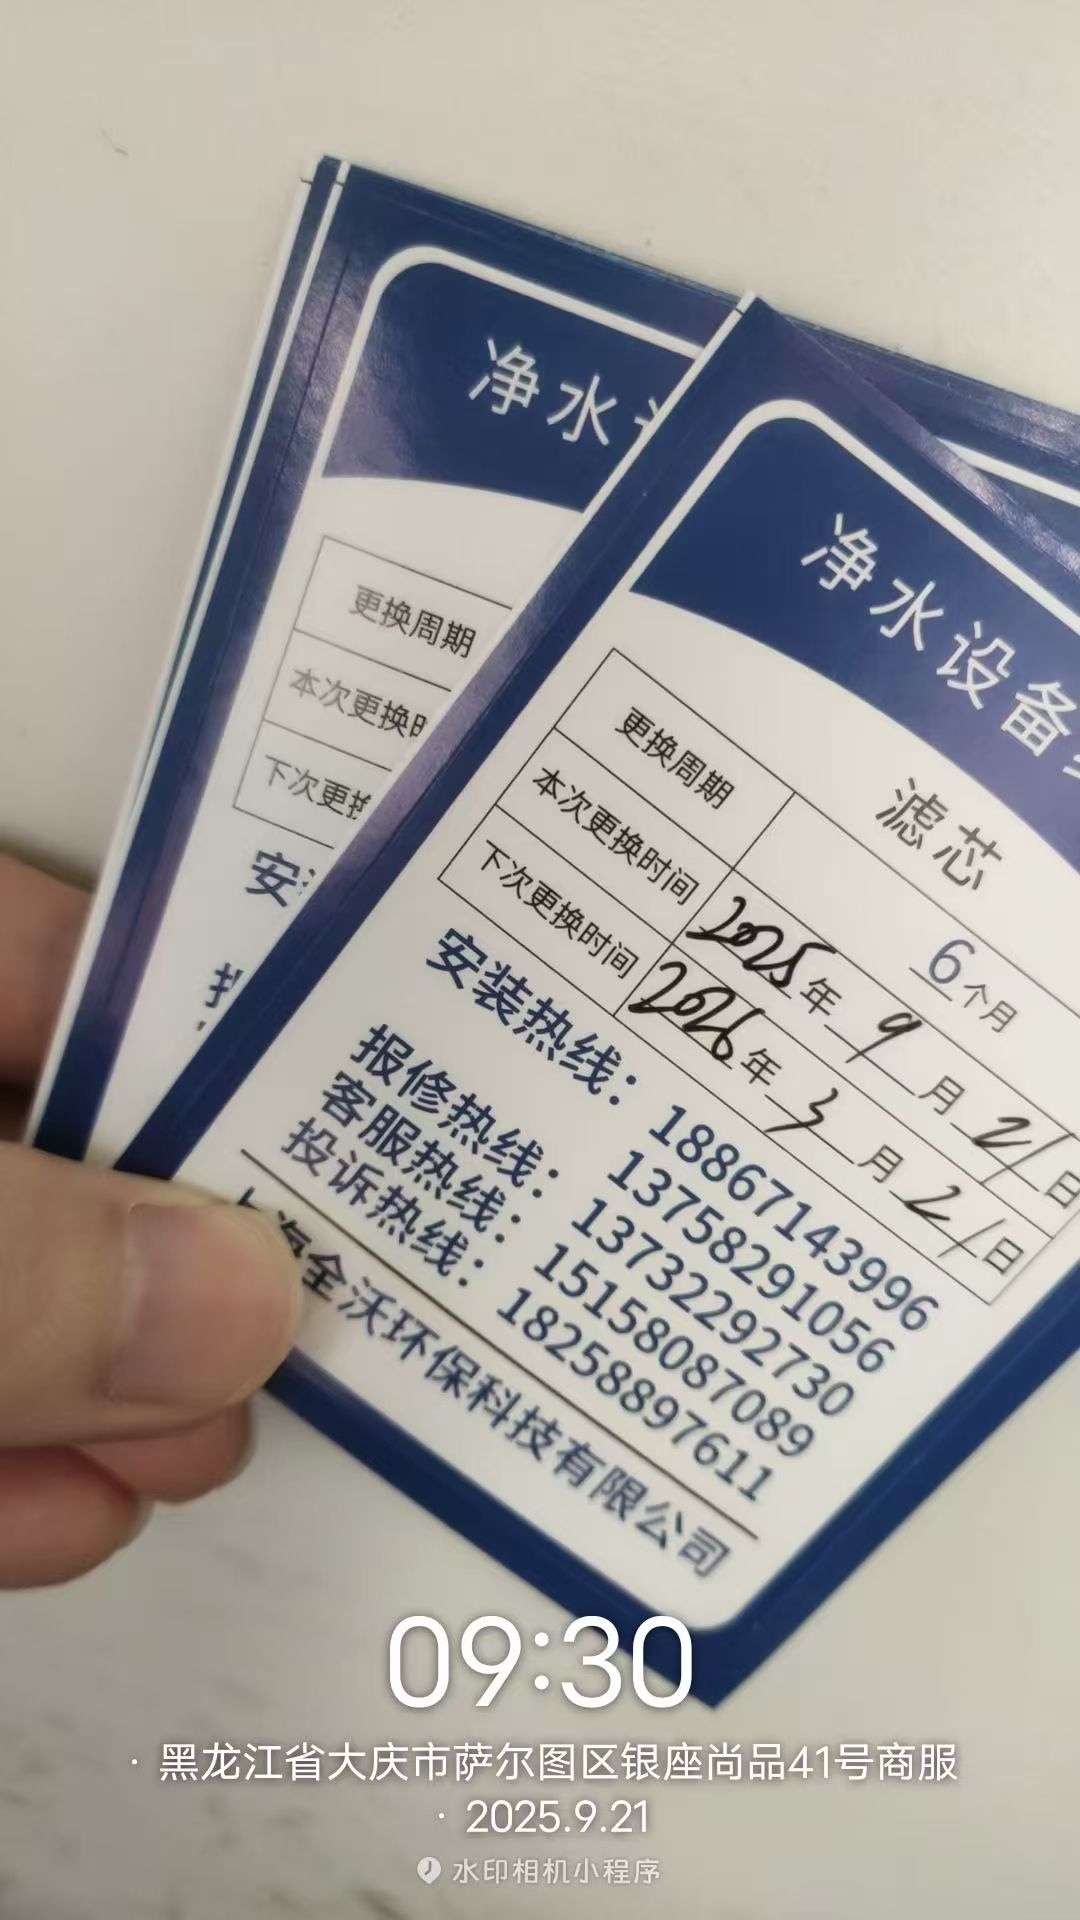 净水
更换周期
本次更换时
下次更换
安装
净水设备
滤芯
更换周期 6个月
本次更换时间 2025年9月21日
下次更换时间 2026年3月21日
安装热线：18867143996
13758291056
报修热线：13732292730
客服热线：15158087089
投诉热线：18258897611
上海全沃环保科技有限公司
09:30
· 黑龙江省大庆市萨尔图区银座尚品41号商服
· 2025.9.21
水印相机小程序